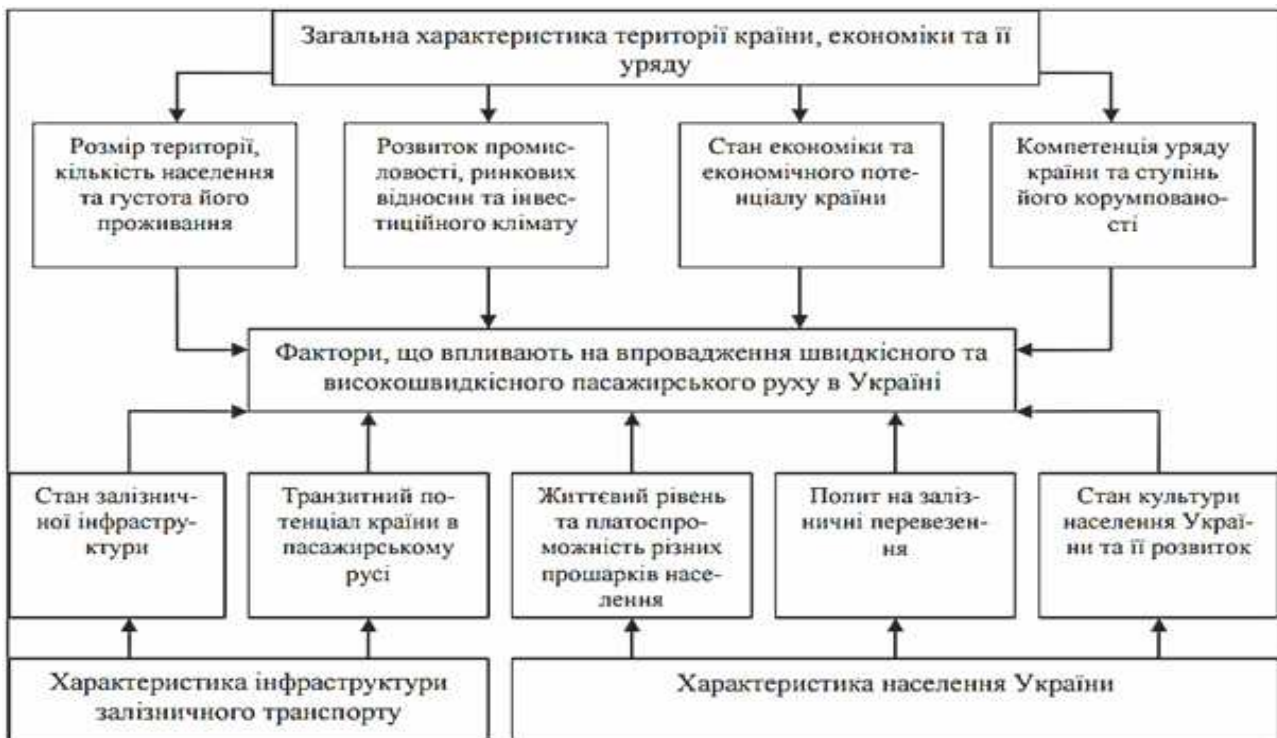 Загальна характеристика території країни, економіки та її
уряду
Розмір території,
кількість населення
та густота його
проживання
Розвиток промис-
ловості, ринкових
відносин та інвес-
тиційного клімату
Стан економіки та
економічного поте-
нціалу країни
Компетенція уряду
країни та ступінь
його корумповано-
сті
Фактори, що впливають на впровадження швидкісного та
високошвидкісного пасажирського руху в Україні
Стан залізнич-
ної інфрастру-
ктури
Транзитний по-
тенціал країни в
пасажирському
русі
Життєвий рівень
та платоспро-
можність різних
прошарків насе-
лення
Попит на заліз-
ничні перевезен-
ня
Стан культури
населення Украї-
ни та її розвиток
Характеристика інфраструктури
залізничного транспорту
Характеристика населення України